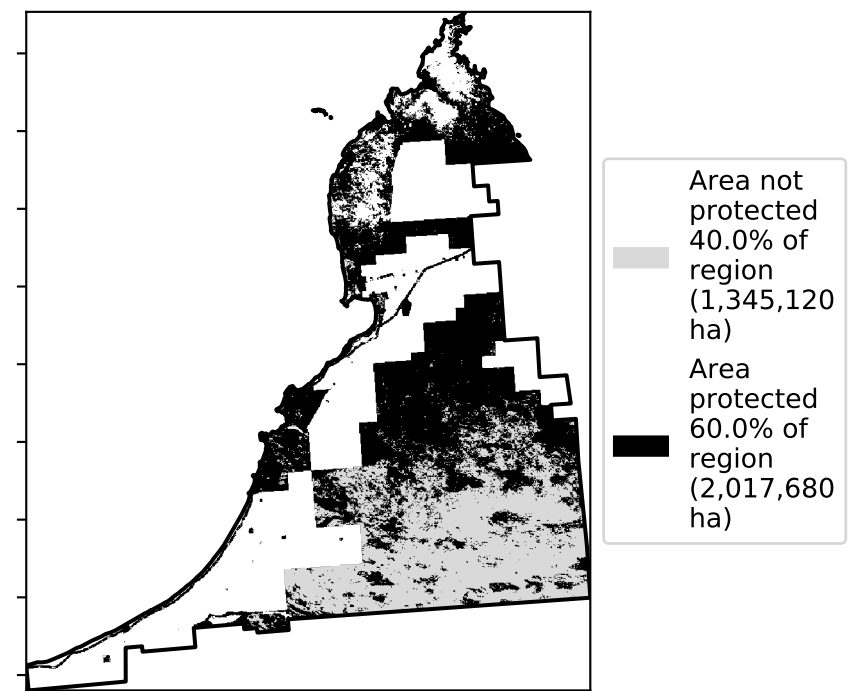 Area not
protected
40.0% of
region
(1,345,120
ha)
Area
protected
60.0% of
region
(2,017,680
ha)